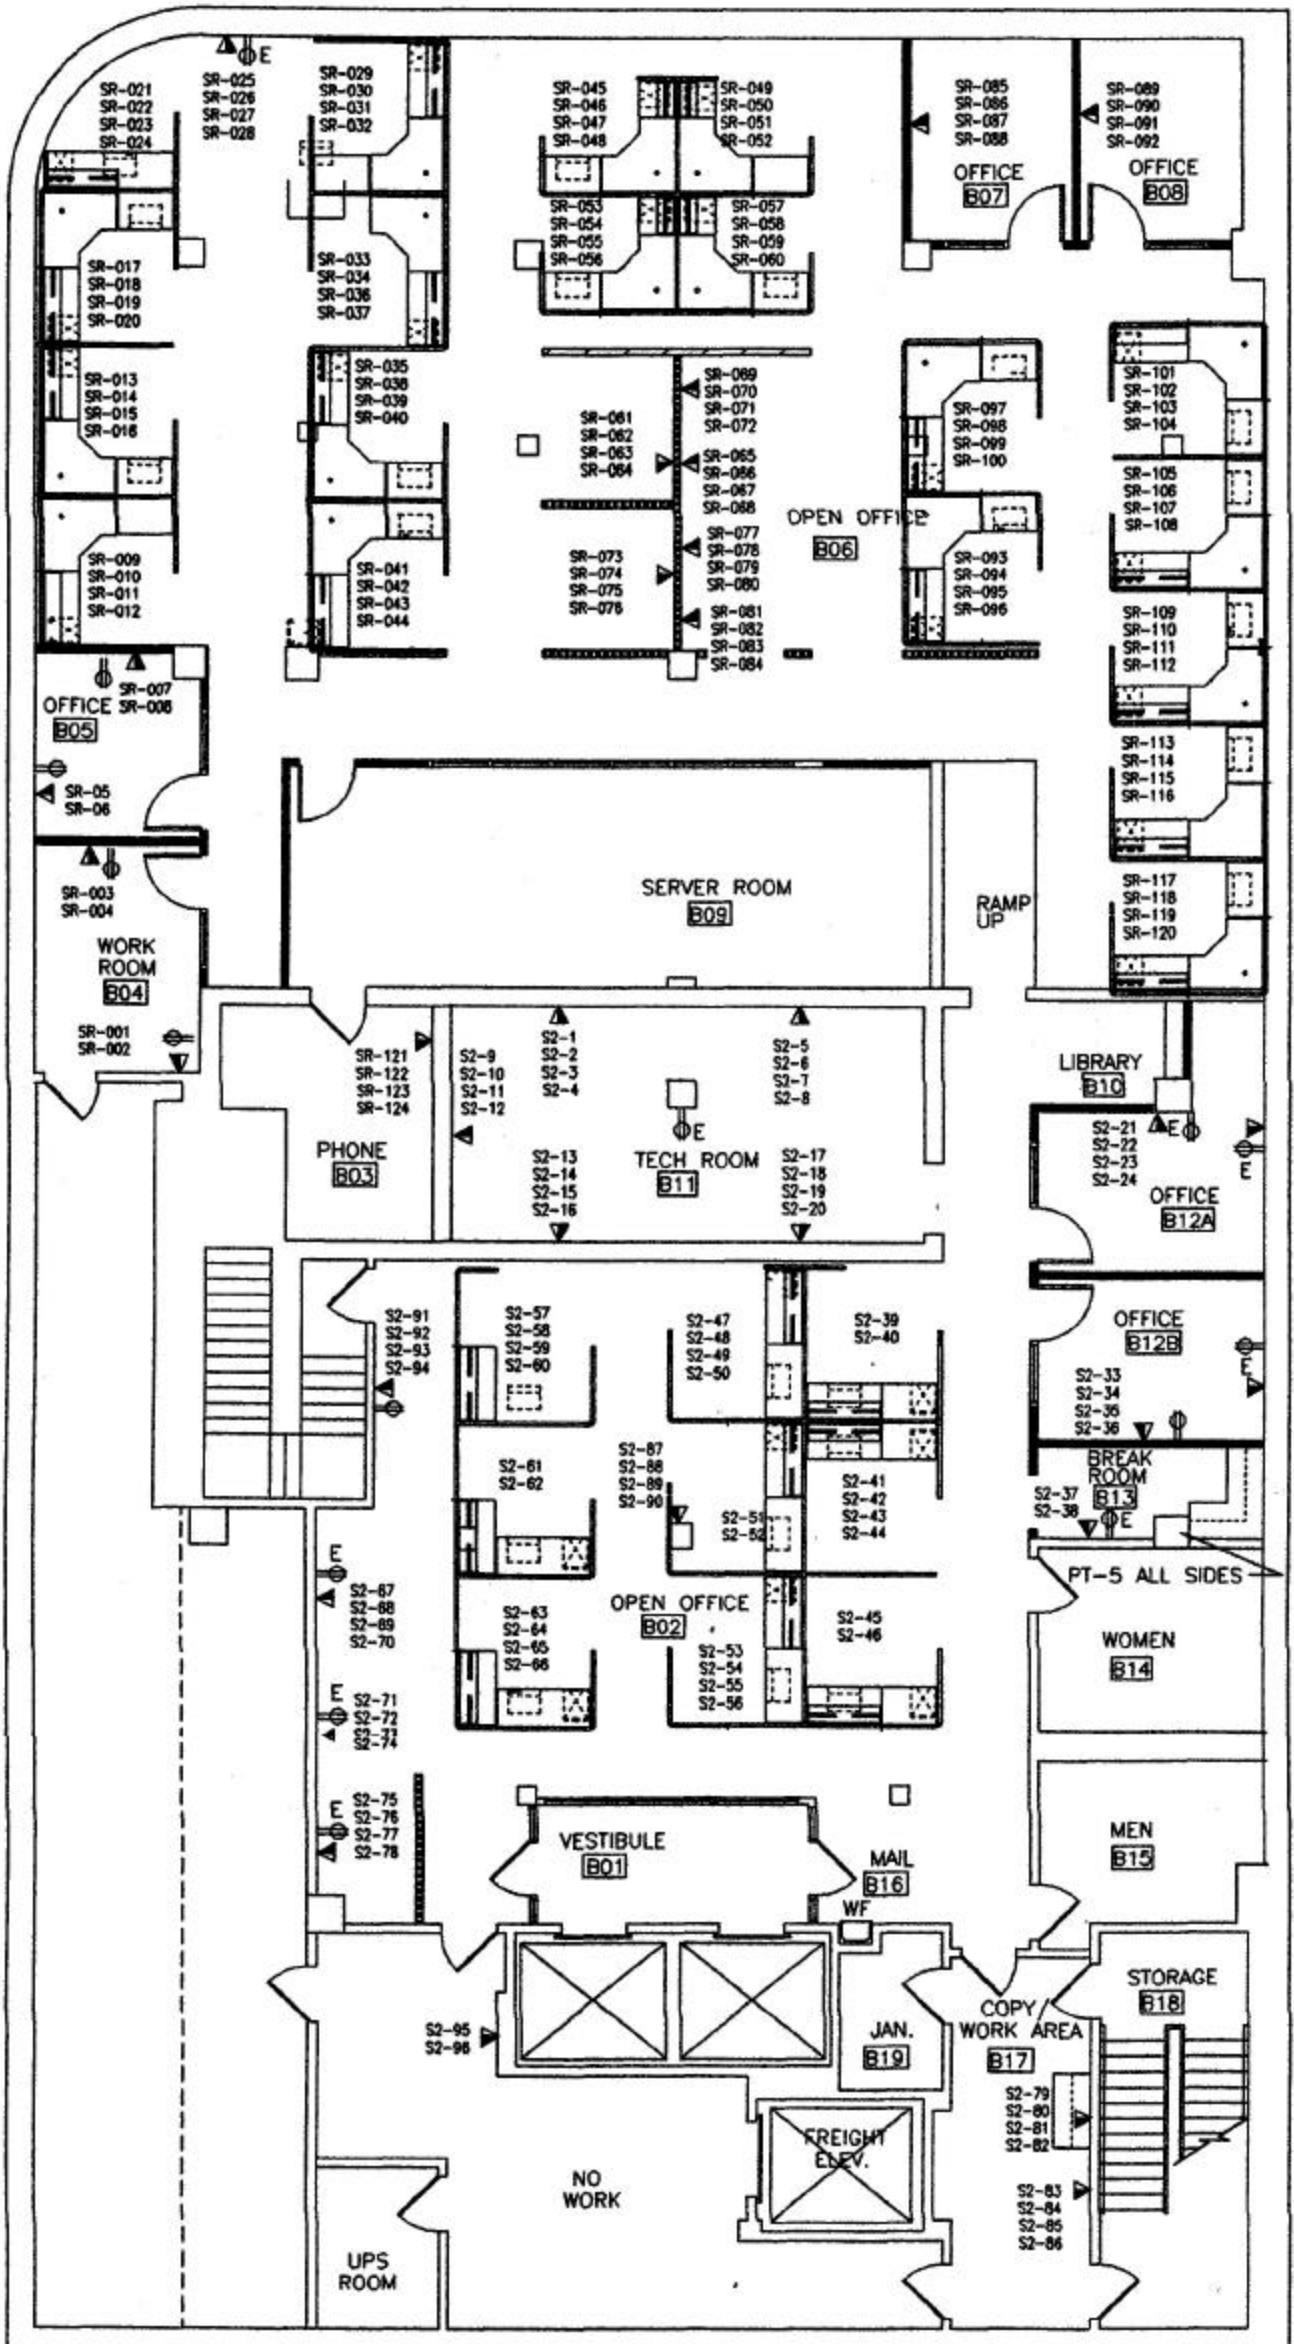 E
SR-021
SR-022
SR-023
SR-024
SR-025
SR-026
SR-027
SR-028
SR-029
SR-030
SR-031
SR-032
SR-045
SR-046
SR-047
SR-048
SR-049
SR-050
SR-051
SR-052
SR-085
SR-086
SR-087
SR-088
OFFICE
B07
SR-089
SR-090
SR-091
SR-092
OFFICE
B08
SR-053
SR-054
SR-055
SR-056
SR-057
SR-058
SR-059
SR-060
SR-017
SR-018
SR-019
SR-020
SR-033
SR-034
SR-036
SR-037
SR-013
SR-014
SR-015
SR-016
SR-035
SR-038
SR-039
SR-040
SR-061
SR-062
SR-063
SR-064
SR-069
SR-070
SR-071
SR-072
SR-065
SR-066
SR-067
SR-068
SR-097
SR-098
SR-099
SR-100
SR-101
SR-102
SR-103
SR-104
SR-105
SR-106
SR-107
SR-108
OPEN OFFICE
B06
SR-009
SR-010
SR-011
SR-012
SR-041
SR-042
SR-043
SR-044
SR-073
SR-074
SR-075
SR-076
SR-077
SR-078
SR-079
SR-080
SR-081
SR-082
SR-083
SR-084
SR-093
SR-094
SR-095
SR-096
SR-109
SR-110
SR-111
SR-112
SR-007
SR-008
OFFICE
B05
SR-05
SR-06
SR-113
SR-114
SR-115
SR-116
SR-003
SR-004
WORK
ROOM
B04
SERVER ROOM
B09
RAMP
UP
SR-117
SR-118
SR-119
SR-120
SR-001
SR-002
SR-121
SR-122
SR-123
SR-124
PHONE
B03
S2-9
S2-10
S2-11
S2-12
S2-1
S2-2
S2-3
S2-4
S2-5
S2-6
S2-7
S2-8
E
TECH ROOM
B11
S2-13
S2-14
S2-15
S2-16
S2-17
S2-18
S2-19
S2-20
LIBRARY
B10
S2-21
S2-22
S2-23
S2-24
E
E
OFFICE
B12A
S2-91
S2-92
S2-93
S2-94
S2-57
S2-58
S2-59
S2-60
S2-47
S2-48
S2-49
S2-50
S2-39
S2-40
OFFICE
B12B
E
S2-33
S2-34
S2-35
S2-36
S2-61
S2-62
S2-87
S2-88
S2-89
S2-90
S2-51
S2-52
S2-41
S2-42
S2-43
S2-44
BREAK
ROOM
B13
S2-37
S2-38
E
PT-5 ALL SIDES
E
S2-67
S2-68
S2-69
S2-70
S2-63
S2-64
S2-65
S2-66
OPEN OFFICE
B02
S2-53
S2-54
S2-55
S2-56
S2-45
S2-46
WOMEN
B14
E
S2-71
S2-72
S2-73
S2-74
E
S2-75
S2-76
S2-77
S2-78
VESTIBULE
B01
MAIL
B16
WF
MEN
B15
S2-95
S2-96
JAN.
B19
COPY/
WORK AREA
B17
STORAGE
B18
S2-79
S2-80
S2-81
S2-82
FREIGHT
ELEV.
S2-83
S2-84
S2-85
S2-86
NO
WORK
UPS
ROOM